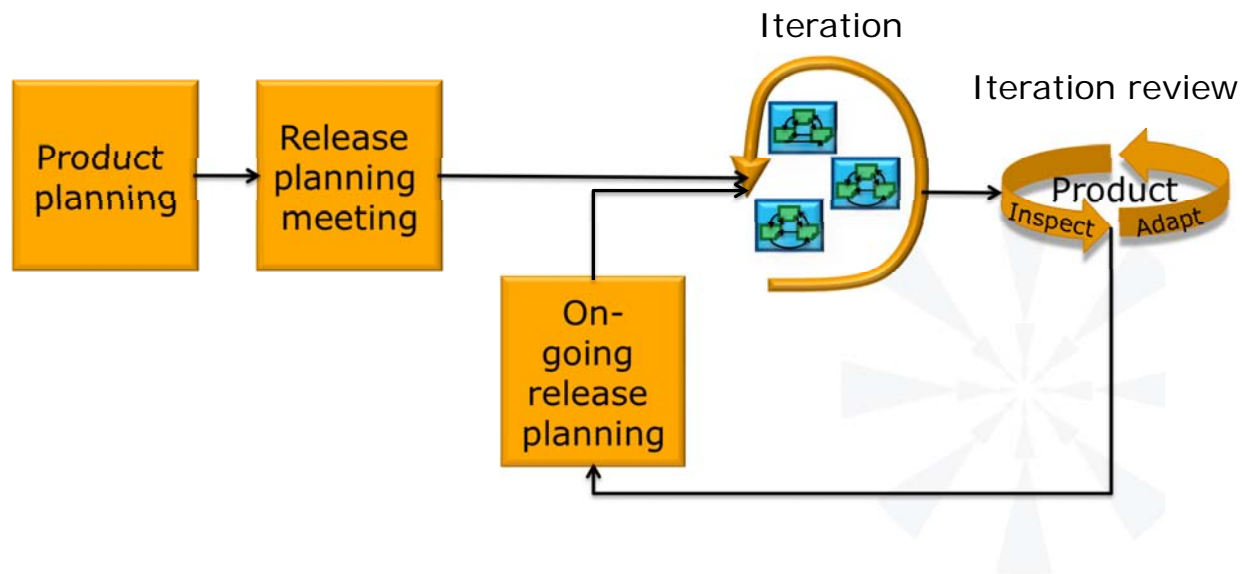 Iteration
Iteration review
Product
planning
Release
planning
meeting
Product
Inspect
Adapt
On-
going
release
planning